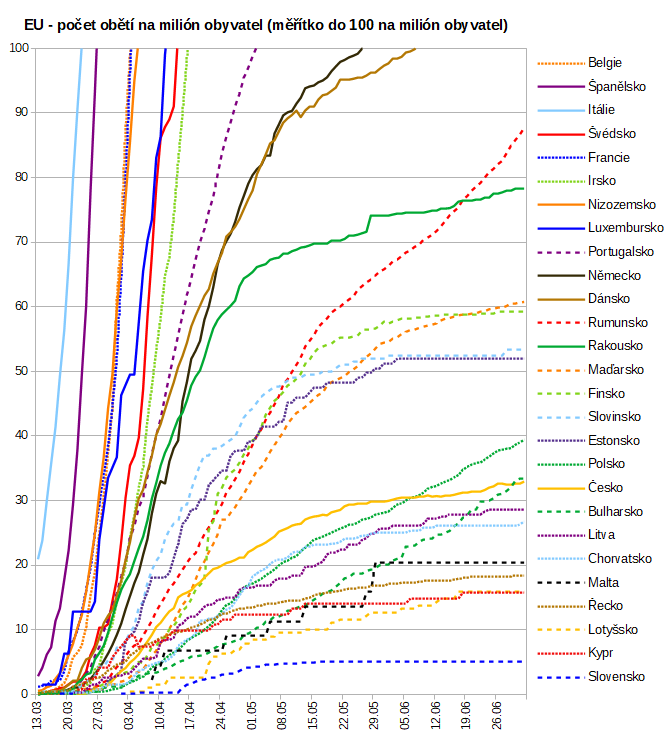 EU - počet obětí na milión obyvatel (měřítko do 100 na milión obyvatel)
100
90
80
70
60
50
40
30
20
10
0
13.03
20.03
27.03
03.04
10.04
17.04
24.04
01.05
08.05
15.05
22.05
29.05
05.06
12.06
19.06
26.06
Belgie
Španělsko
Itálie
Švédsko
Francie
Irsko
Nizozemsko
Luxembursko
Portugalsko
Německo
Dánsko
Rumunsko
Rakousko
Maďarsko
Finsko
Slovinsko
Estonsko
Polsko
Česko
Bulharsko
Litva
Chorvatsko
Malta
Řecko
Lotyšsko
Kypr
Slovensko